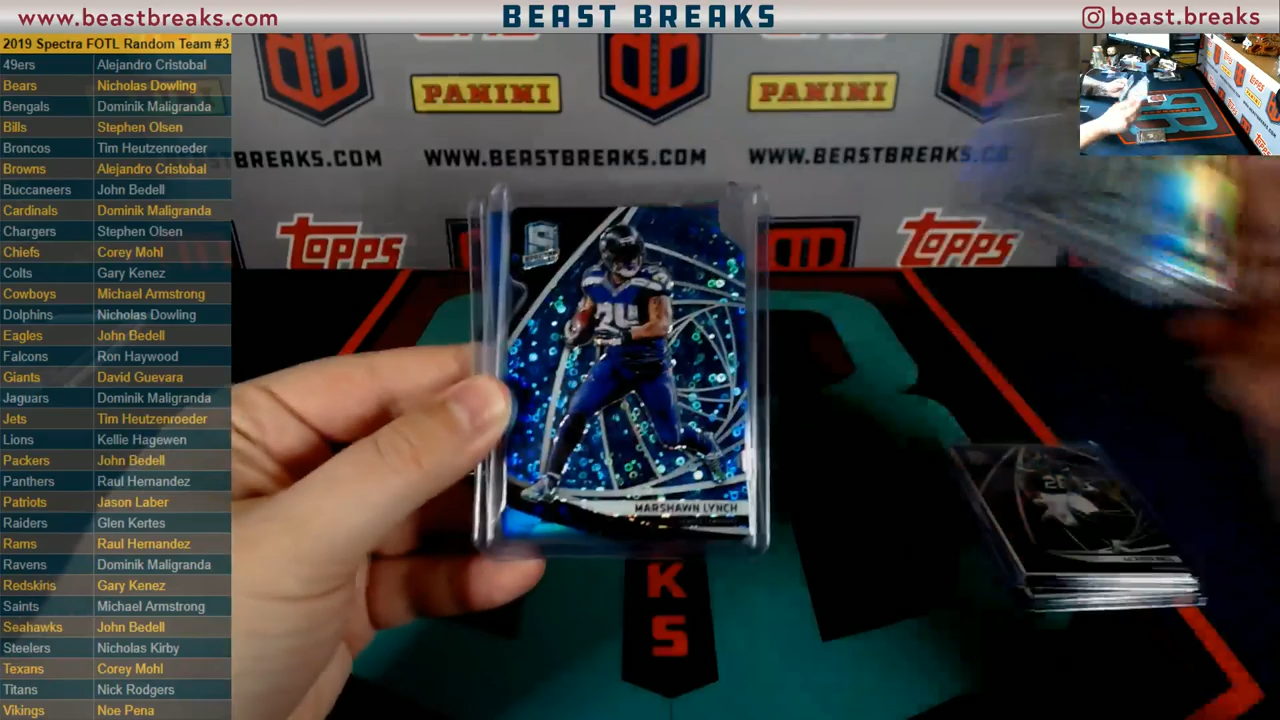 www.beastbreaks.com
BEAST BREAKS
beast.breaks
2019 Spectra FOTL Random Team #3
49ers Alejandro Cristobal
Bears Nicholas Dowling
Bengals Dominik Maligranda
Bills Stephen Olsen
Broncos Tim Heutzenroeder
Browns Alejandro Cristobal
Buccaneers John Bedell
Cardinals Dominik Maligranda
Chargers Stephen Olsen
Chiefs Corey Mohl
Colts Gary Kenez
Cowboys Michael Armstrong
Dolphins Nicholas Dowling
Eagles John Bedell
Falcons Ron Haywood
Giants David Guevara
Jaguars Dominik Maligranda
Jets Tim Heutzenroeder
Lions Kellie Hagewen
Packers John Bedell
Panthers Raul Hernandez
Patriots Jason Laber
Raiders Glen Kertes
Rams Raul Hernandez
Ravens Dominik Maligranda
Redskins Gary Kenez
Saints Michael Armstrong
Seahawks John Bedell
Steelers Nicholas Kirby
Texans Corey Mohl
Titans Nick Rodgers
Vikings Noe Pena
PANINI
PANINI
BREAKS.COM
WWW.BEASTBREAKS.COM
WWW.BEASTBREAKS.C
topps
topps
24
MARSHAWN LYNCH
K
S